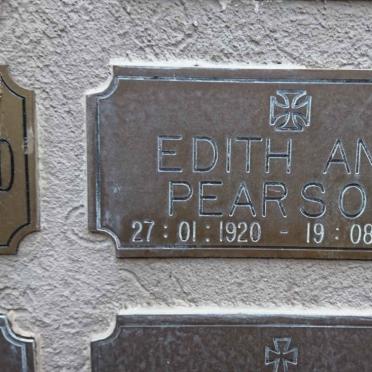 EDITH AN
PEARSO
27 : 01 : 1920 - 19 : 08